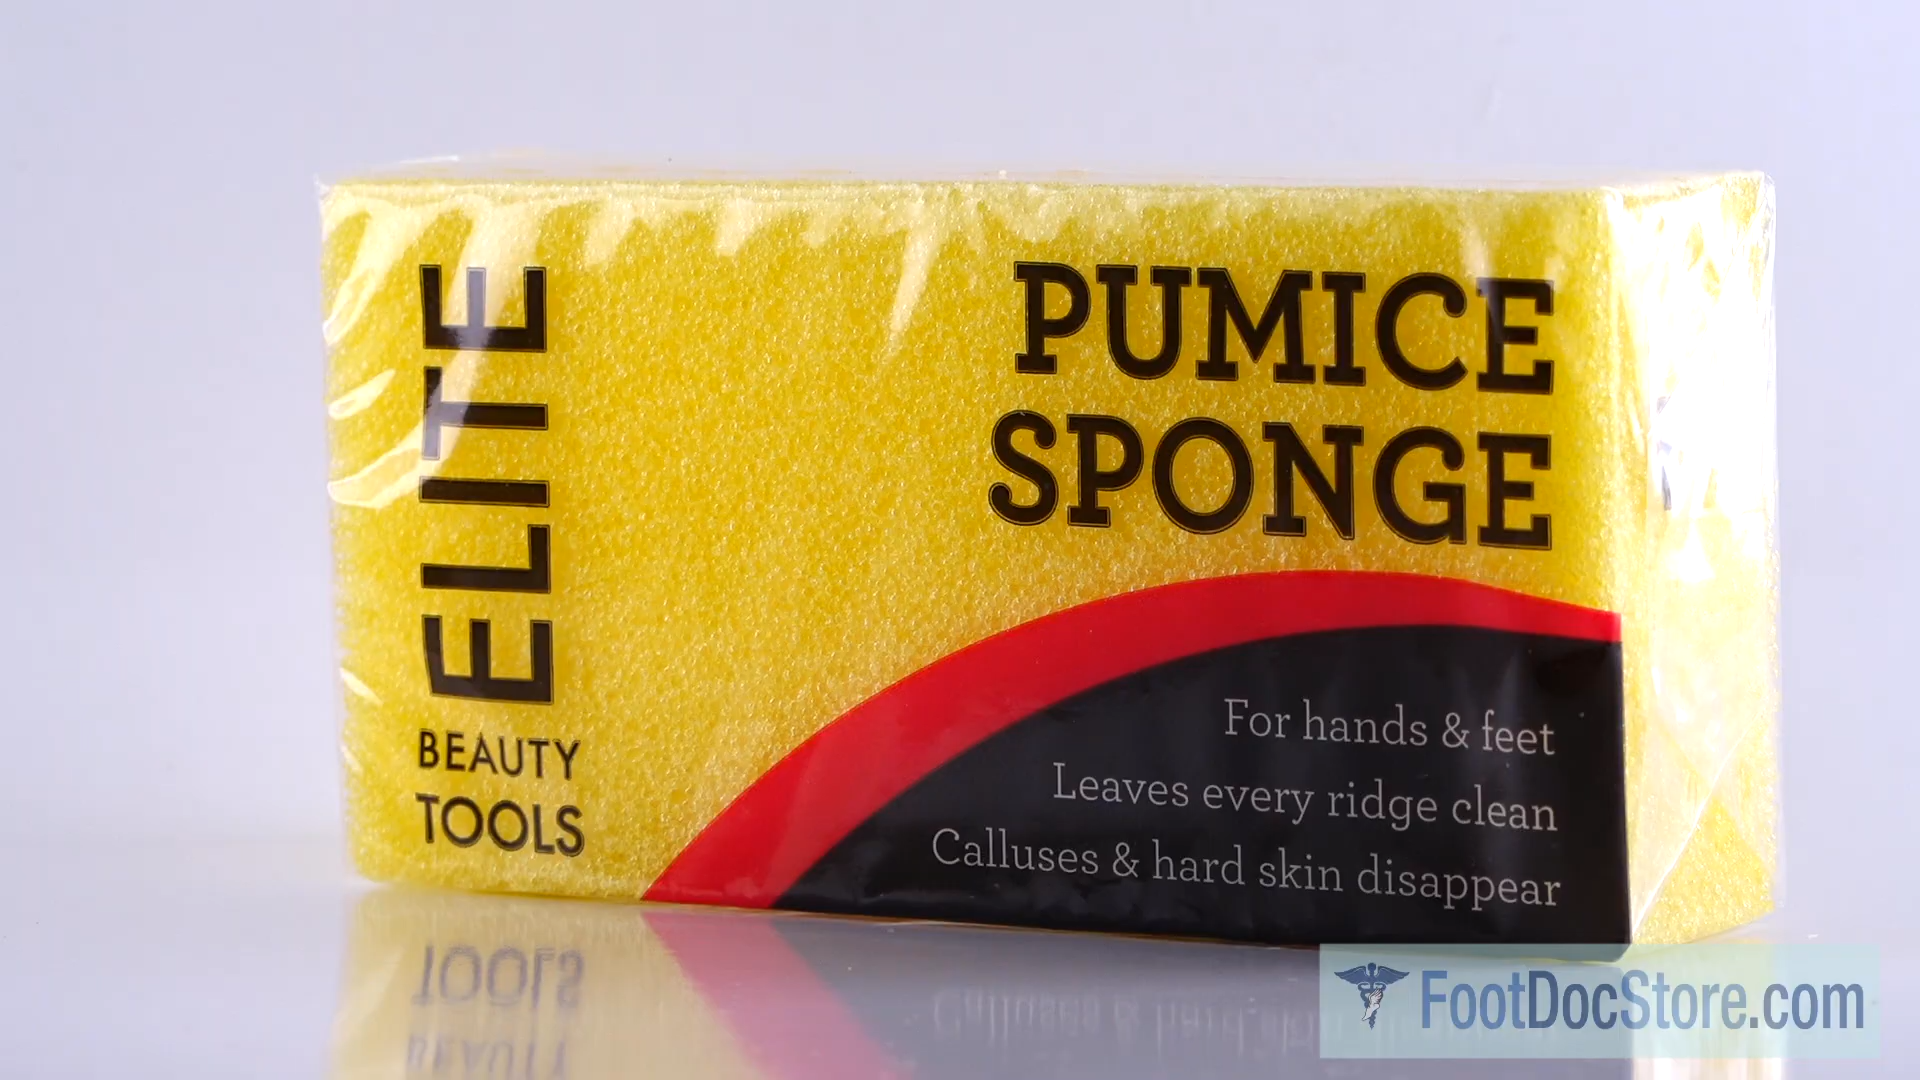 ELITE
BEAUTY
TOOLS
PUMICE
SPONGE
For hands & feet
Leaves every ridge clean
Calluses & hard skin disappear
FootDocStore.com